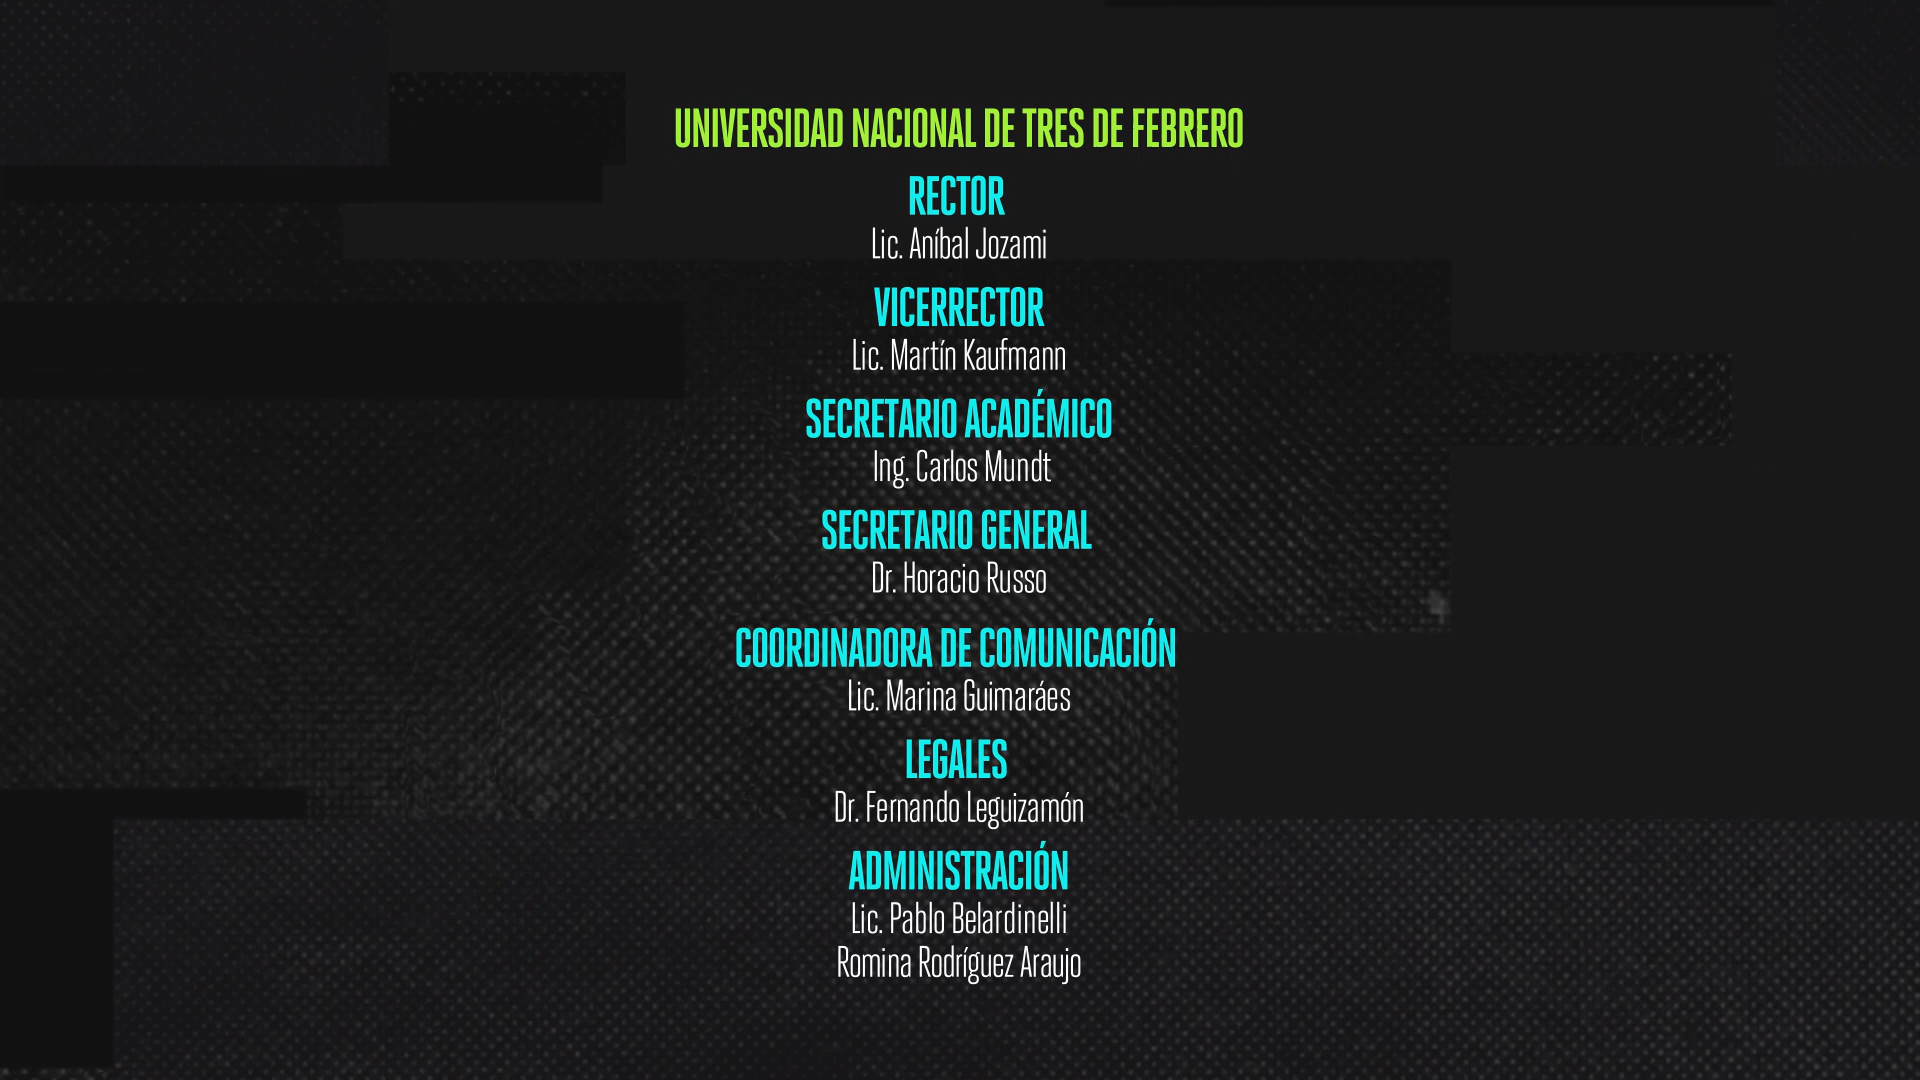 UNIVERSIDAD NACIONAL DE TRES DE FEBRERO
RECTOR
Lic. Aníbal Jozami
VICERRECTOR
Lic. Martín Kaufmann
SECRETARIO ACADÉMICO
Ing. Carlos Mundt
SECRETARIO GENERAL
Dr. Horacio Russo
COORDINADORA DE COMUNICACIÓN
Lic. Marina Guimaráes
LEGALES
Dr. Fernando Leguizamón
ADMINISTRACIÓN
Lic. Pablo Belardinelli
Romina Rodríguez Araujo